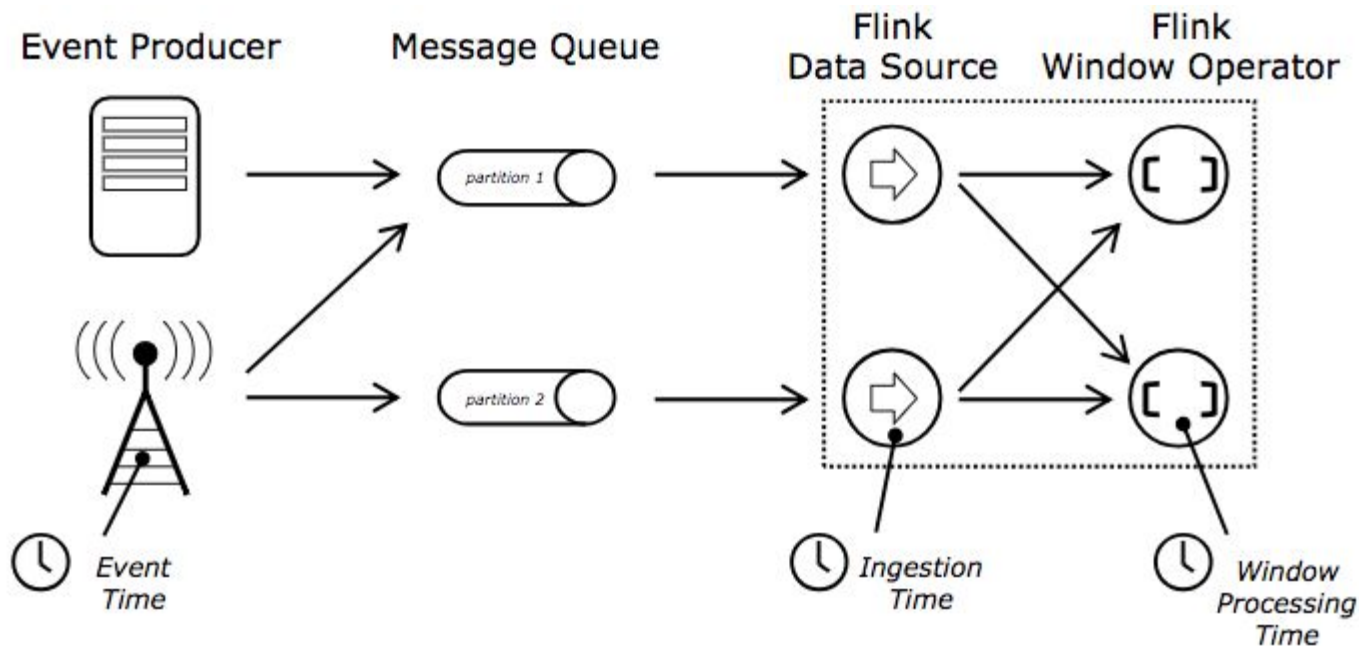 Event Producer
Message Queue
Flink
Data Source
Flink
Window Operator
partition 1
partition 2
Event
Time
Ingestion
Time
Window
Processing
Time